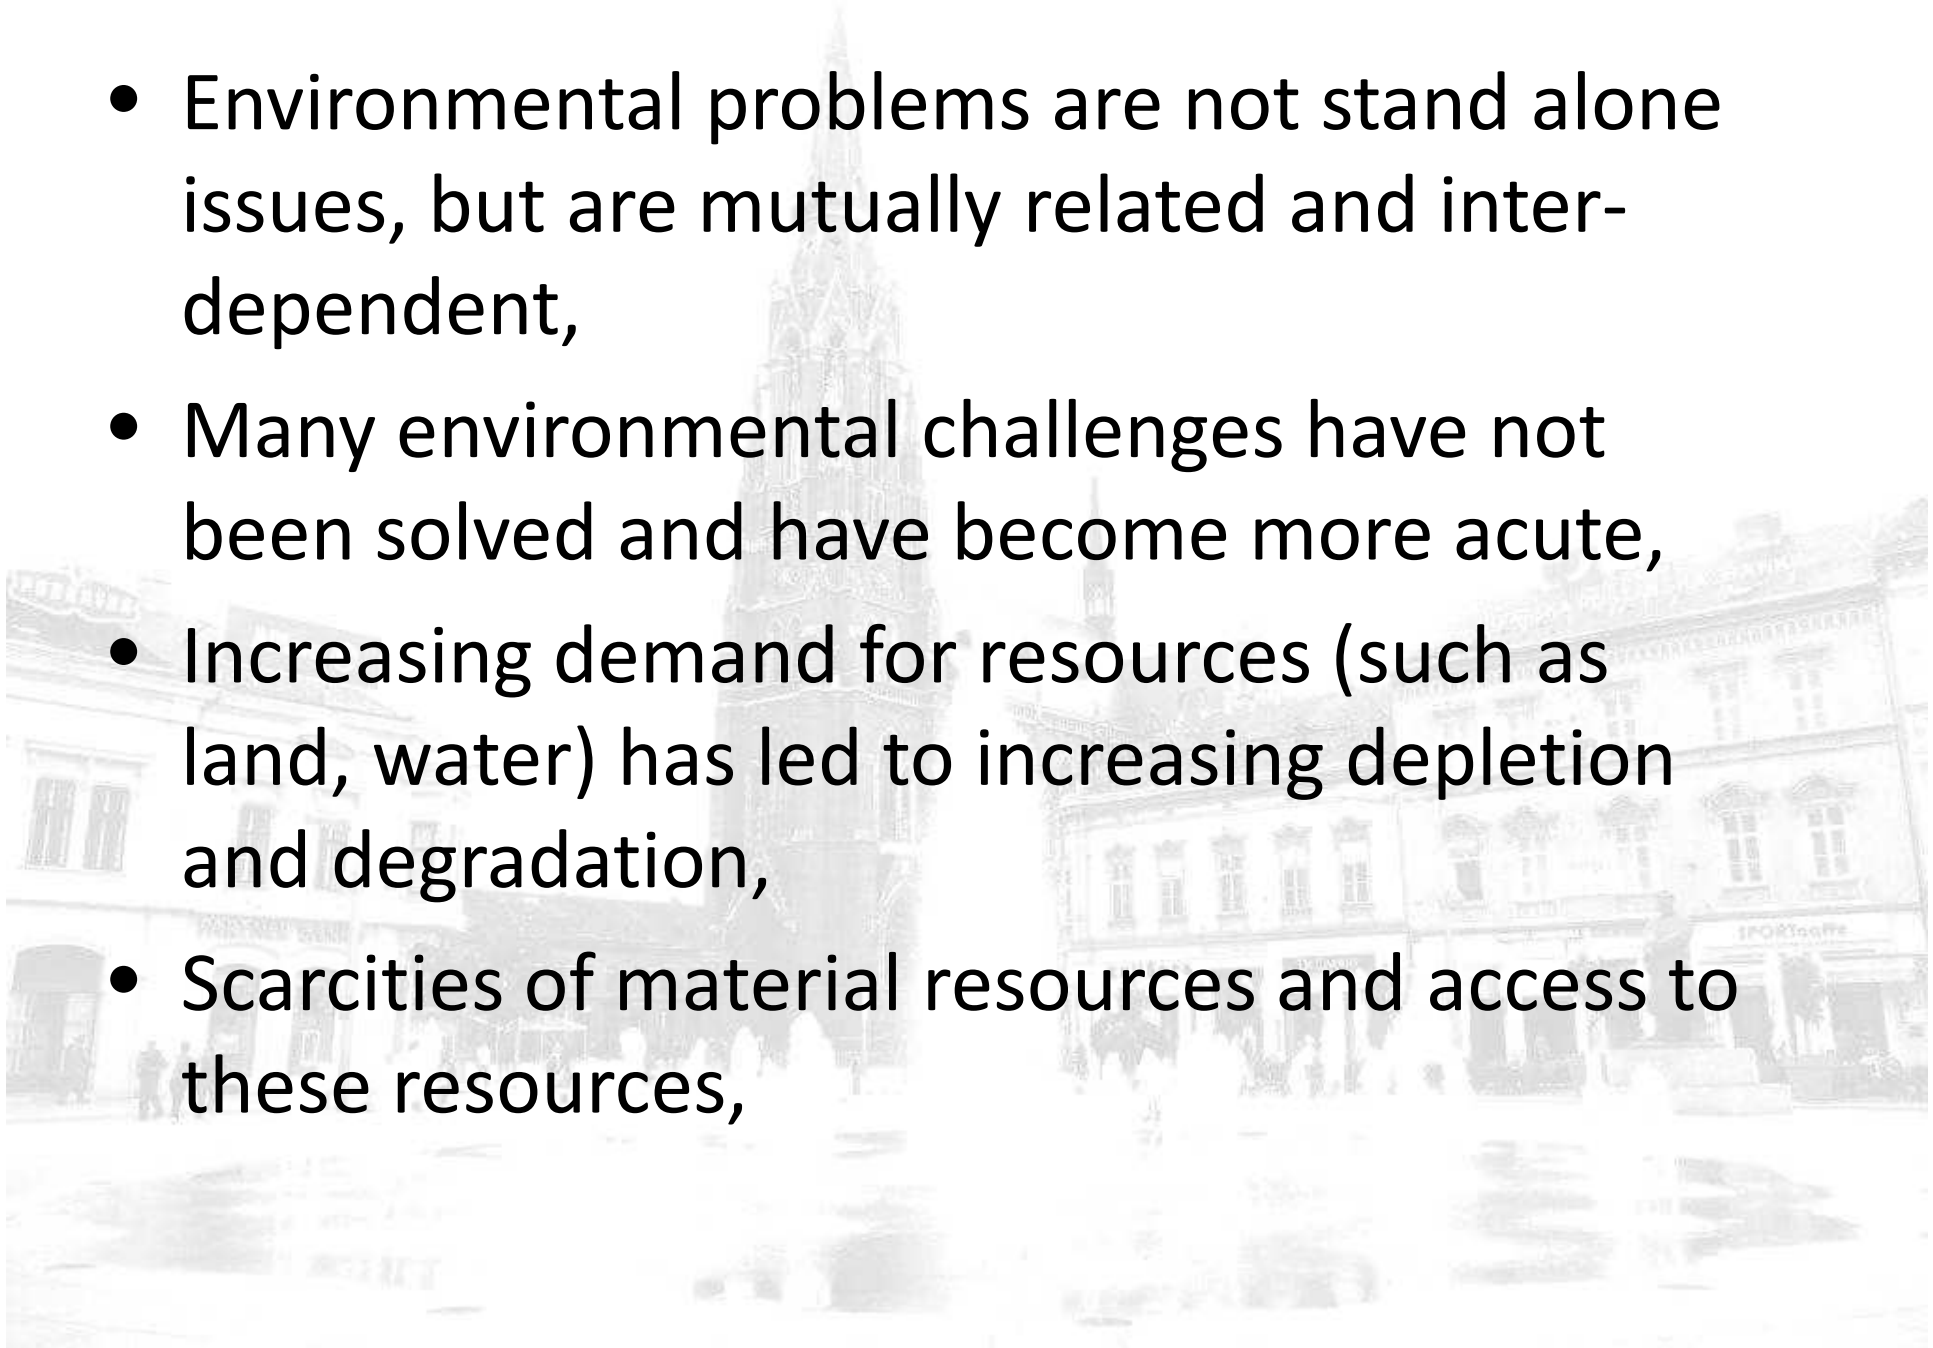 • Environmental problems are not stand alone
issues, but are mutually related and inter-
dependent,
• Many environmental challenges have not
been solved and have become more acute,
• Increasing demand for resources (such as
land, water) has led to increasing depletion
and degradation,
• Scarcities of material resources and access to
these resources,